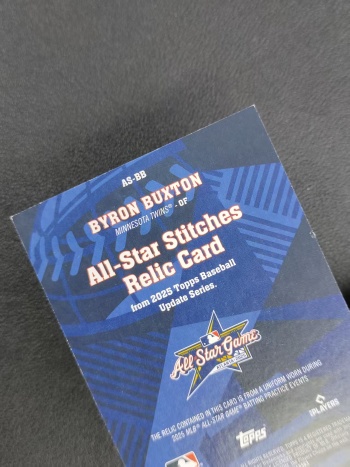 AS-BB
BYRON BUXTON
MINNESOTA TWINS® - OF
All-Star Stitches
Relic Card
from 2025 Topps Baseball
Update Series.
All Star Game
THE RELIC CONTAINED IN THIS CARD IS FROM A UNIFORM WORN DURING
2025 MLB® ALL-STAR GAME® BATTING PRACTICE EVENTS
topps
PLAYERS